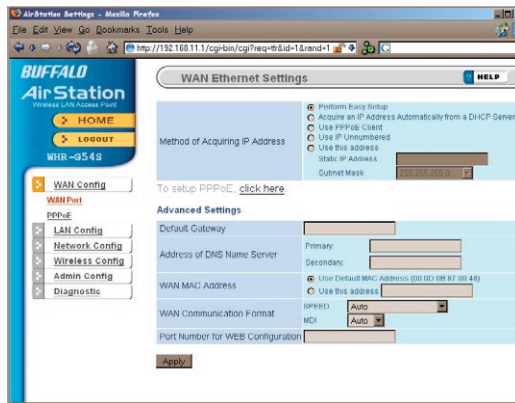 AirStation Settings - Mozilla Firefox
File Edit View Go Bookmarks Tools Help
http://192.168.11.1/cgi-bin/cgi?req=tfr&id=1&rand=1
BUFFALO
AirStation
Wireless LAN Access Point
HOME
LOGOUT
WHR-G54S
WAN Config
WAN Port
PPPoE
LAN Config
Network Config
Wireless Config
Admin Config
Diagnostic
WAN Ethernet Settings
? HELP
Method of Acquiring IP Address
Perform Easy Setup
Acquire an IP Address Automatically from a DHCP Server
Use PPPoE Client
Use IP Unnumbered
Use this address
Static IP Address
Subnet Mask 255.255.255.0
To setup PPPoE, click here.
Advanced Settings
Default Gateway
Address of DNS Name Server
Primary:
Secondary:
WAN MAC Address
Use Default MAC Address (00:0D:0B:87:00:48)
Use this address
WAN Communication Format
SPEED Auto
MDI Auto
Port Number for WEB Configuration
Apply